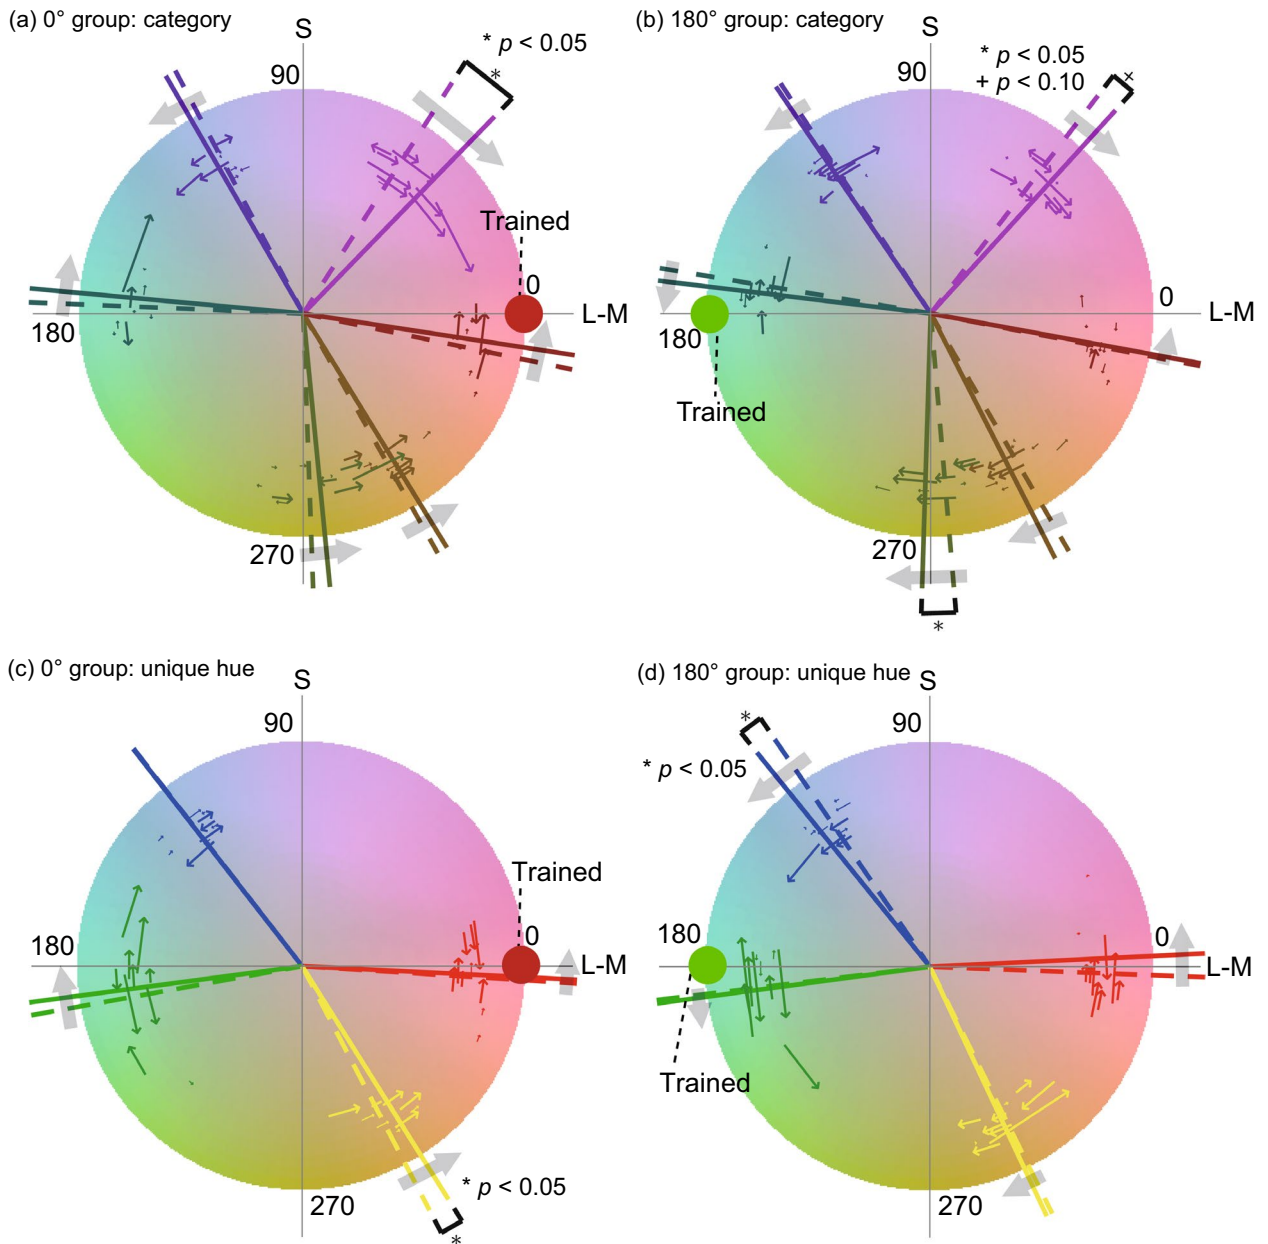 (a) 0° group: category
S
90
* p < 0.05
*
Trained
0
L-M
180
270
(b) 180° group: category
S
90
* p < 0.05
+ p < 0.10
+
0
L-M
180
Trained
270
*
(c) 0° group: unique hue
S
90
Trained
180
0
L-M
270
* p < 0.05
*
(d) 180° group: unique hue
S
*
90
* p < 0.05
180
0
L-M
Trained
270